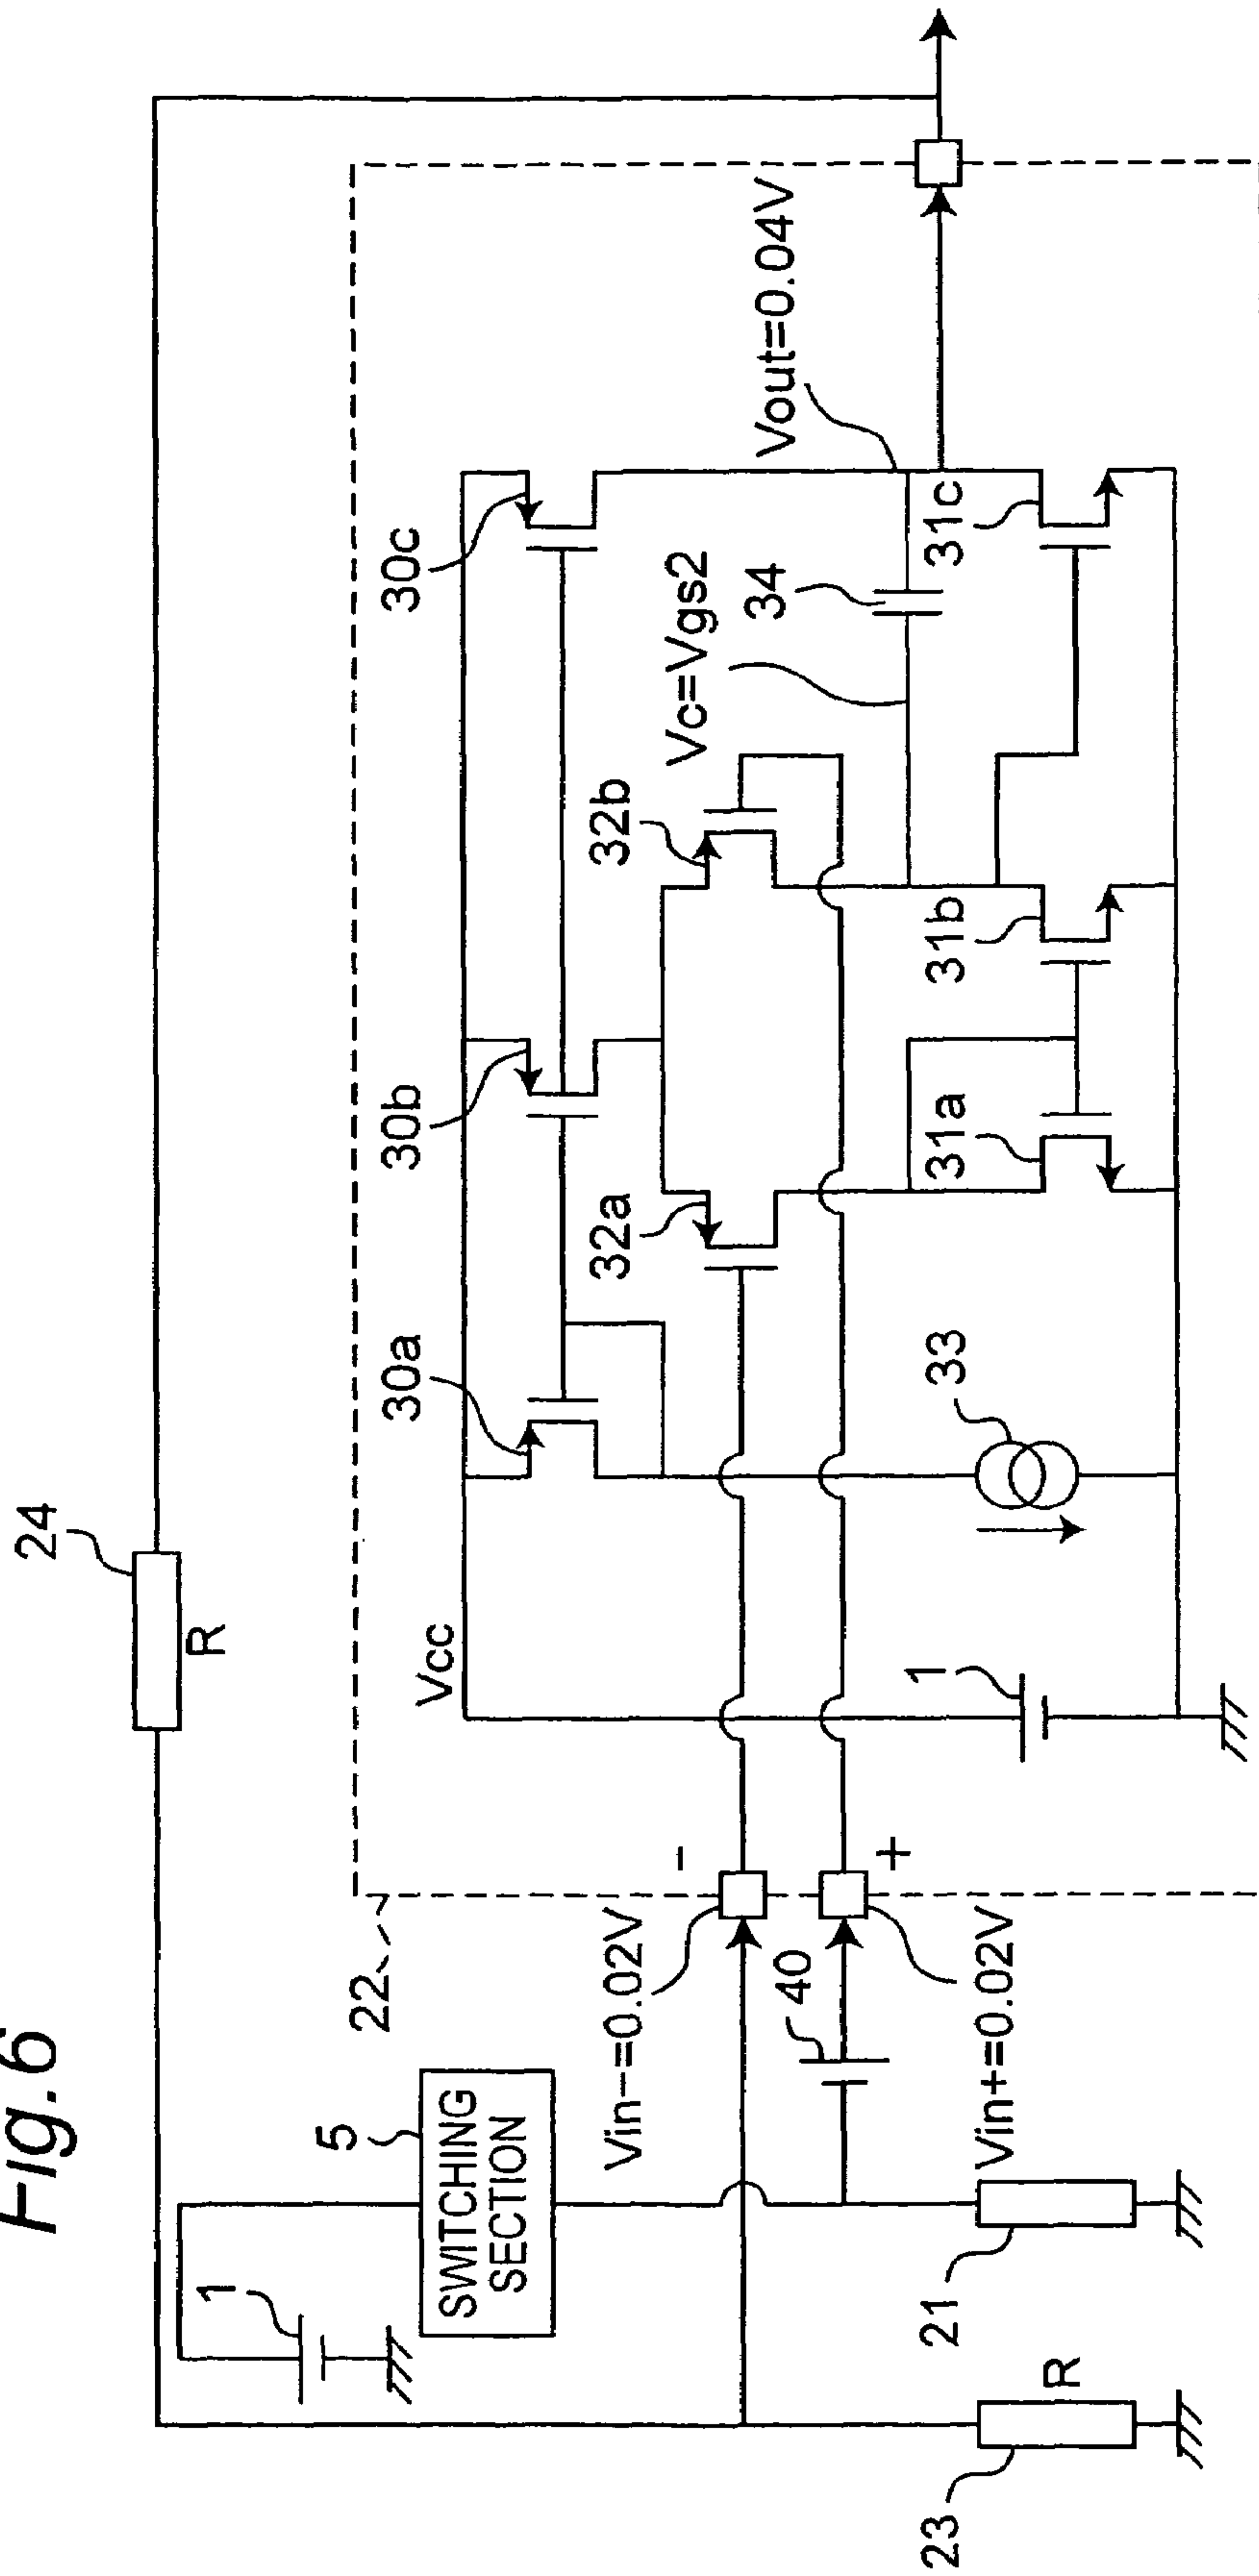 Fig.6
24
R
1
5
SWITCHING
SECTION
22
Vcc
30a
30b
30c
Vin-=0.02V
-
32a
32b
Vc=Vgs2
Vout=0.04V
34
40
+
Vin+=0.02V
1
33
31a
31b
31c
21
R
23